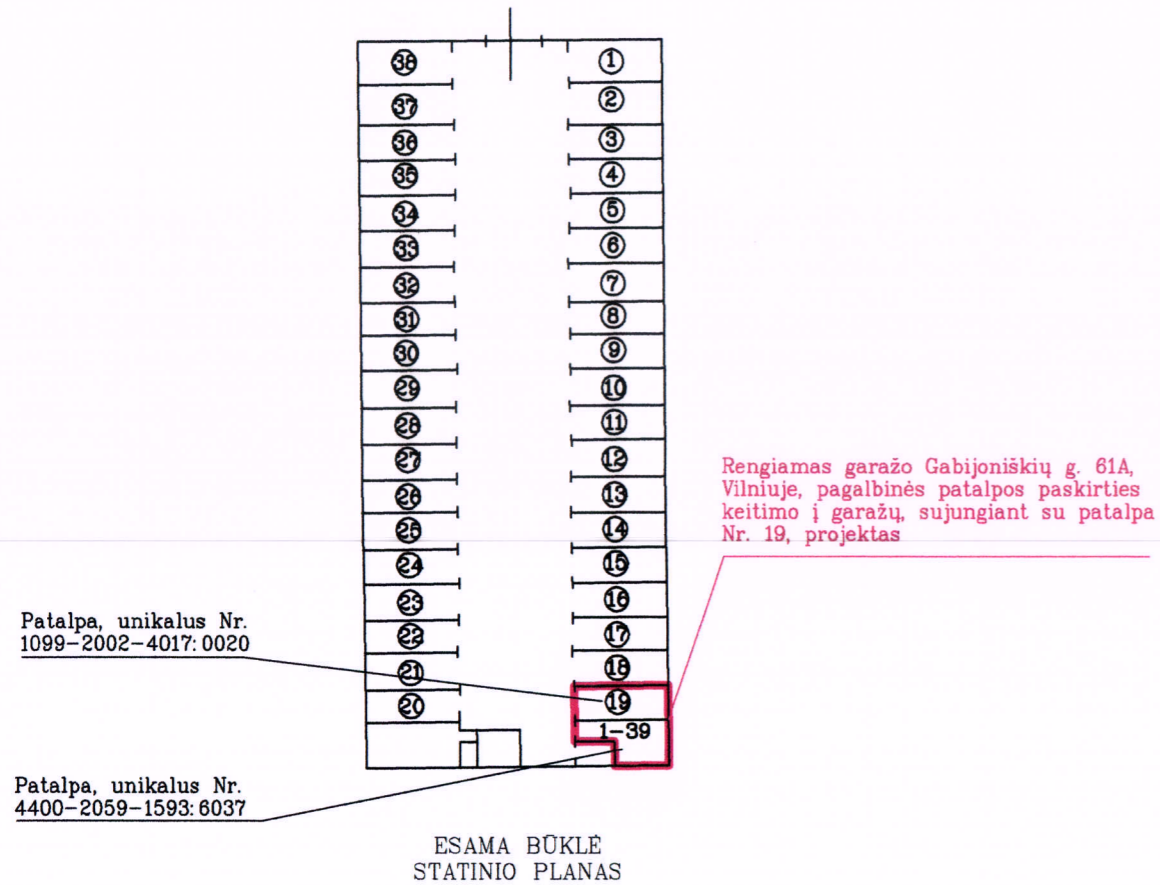 38 1
37 2
36 3
35 4
34 5
33 6
32 7
31 8
30 9
29 10
28 11
27 12
26 13
25 14
24 15
23 16
22 17
21 18
20 19
1-39
Rengiamas garažo Gabijoniškių g. 61A,
Vilniuje, pagalbinės patalpos paskirties
keitimo į garažų, sujungiant su patalpa
Nr. 19, projektas
Patalpa, unikalus Nr.
1099-2002-4017:0020
Patalpa, unikalus Nr.
4400-2059-1593:6037
ESAMA BŪKLĖ
STATINIO PLANAS